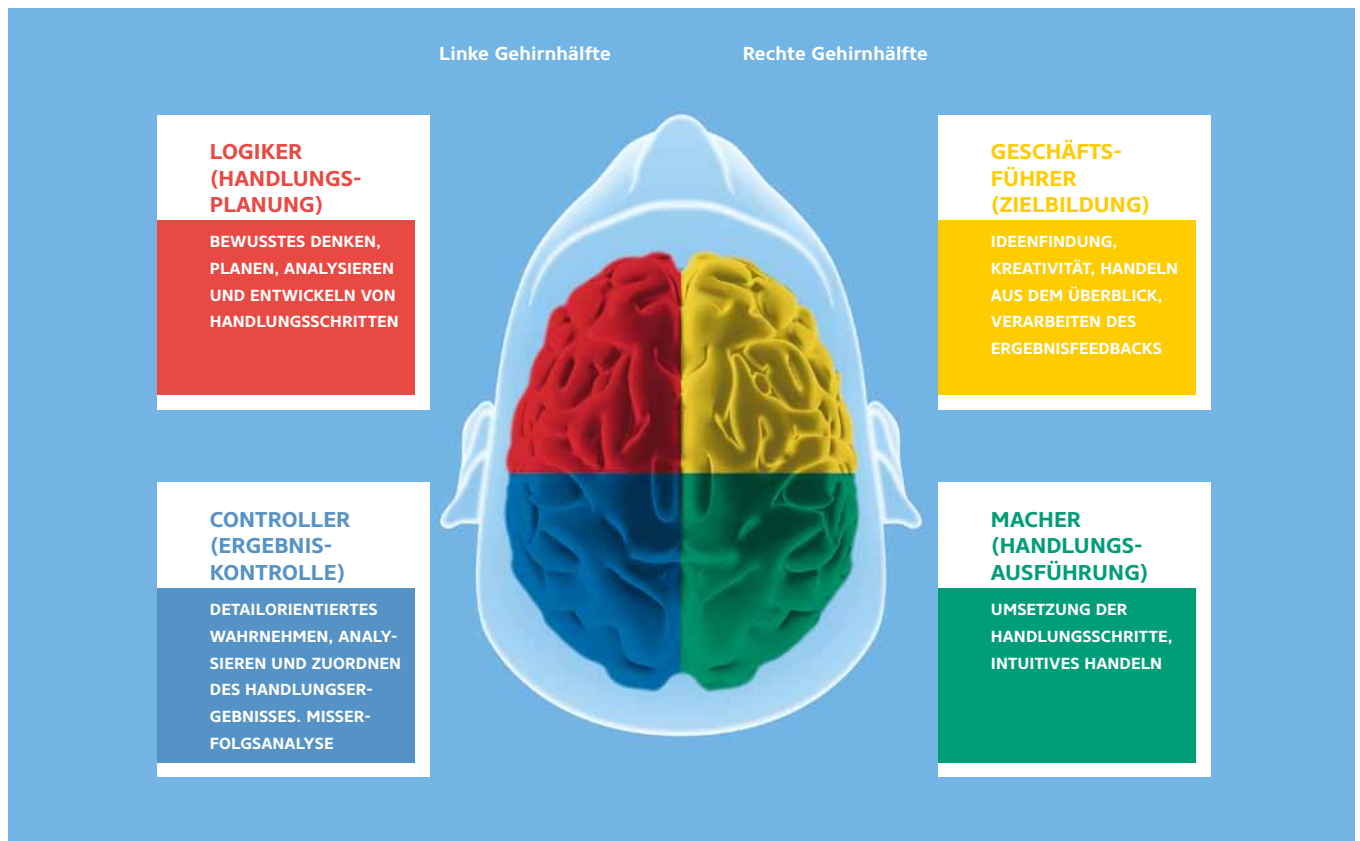 Linke Gehirnhälfte
Rechte Gehirnhälfte
LOGIKER
(HANDLUNGS-
PLANUNG)
BEWUSSTES DENKEN,
PLANEN, ANALYSIEREN
UND ENTWICKELN VON
HANDLUNGSSCHRITTEN
GESCHÄFTS-
FÜHRER
(ZIELBILDUNG)
IDEENFINDUNG,
KREATIVITÄT, HANDELN
AUS DEM ÜBERBLICK,
VERARBEITEN DES
ERGEBNISFEEDBACKS
CONTROLLER
(ERGEBNIS-
KONTROLLE)
DETAILORIENTIERTES
WAHRNEHMEN, ANALY-
SIEREN UND ZUORDNEN
DES HANDLUNGSER-
GEBNISSES. MISSER-
FOLGSANALYSE
MACHER
(HANDLUNGS-
AUSFÜHRUNG)
UMSETZUNG DER
HANDLUNGSSCHRITTE,
INTUITIVES HANDELN